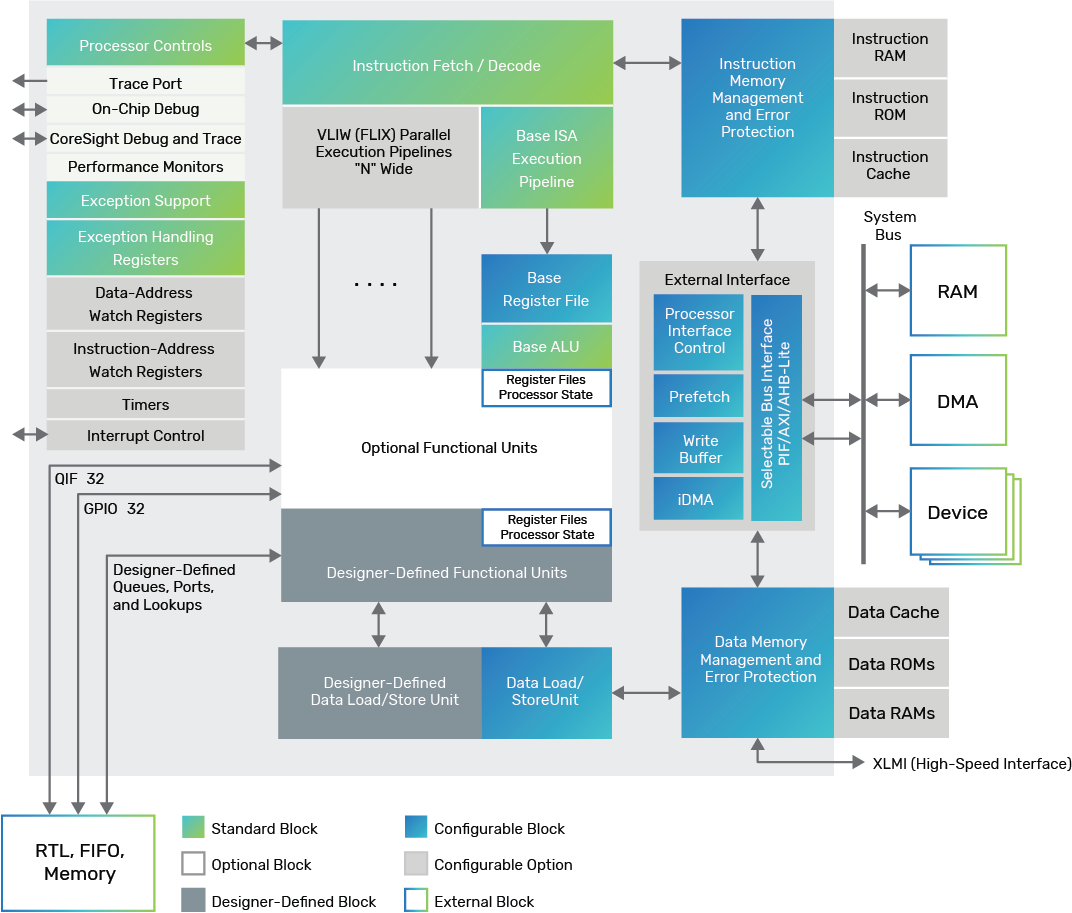 Processor Controls
Trace Port
On-Chip Debug
CoreSight Debug and Trace
Performance Monitors
Exception Support
Exception Handling
Registers
Data-Address
Watch Registers
Instruction-Address
Watch Registers
Timers
Interrupt Control
QIF 32
GPIO 32
Designer-Defined
Queues, Ports,
and Lookups
Instruction Fetch / Decode
VLIW (FLIX) Parallel
Execution Pipelines
"N" Wide
Base ISA
Execution
Pipeline
. . . .
Base
Register File
Base ALU
Register Files
Processor State
Optional Functional Units
Register Files
Processor State
Designer-Defined Functional Units
Designer-Defined
Data Load/Store Unit
Data Load/
StoreUnit
Instruction
Memory
Management
and Error
Protection
Instruction
RAM
Instruction
ROM
Instruction
Cache
External Interface
Processor
Interface
Control
Prefetch
Write
Buffer
iDMA
Selectable Bus Interface
PIF/AXI/AHB-Lite
System
Bus
RAM
DMA
Device
Data Memory
Management and
Error Protection
Data Cache
Data ROMs
Data RAMs
XLMI (High-Speed Interface)
RTL, FIFO,
Memory
Standard Block
Optional Block
Designer-Defined Block
Configurable Block
Configurable Option
External Block